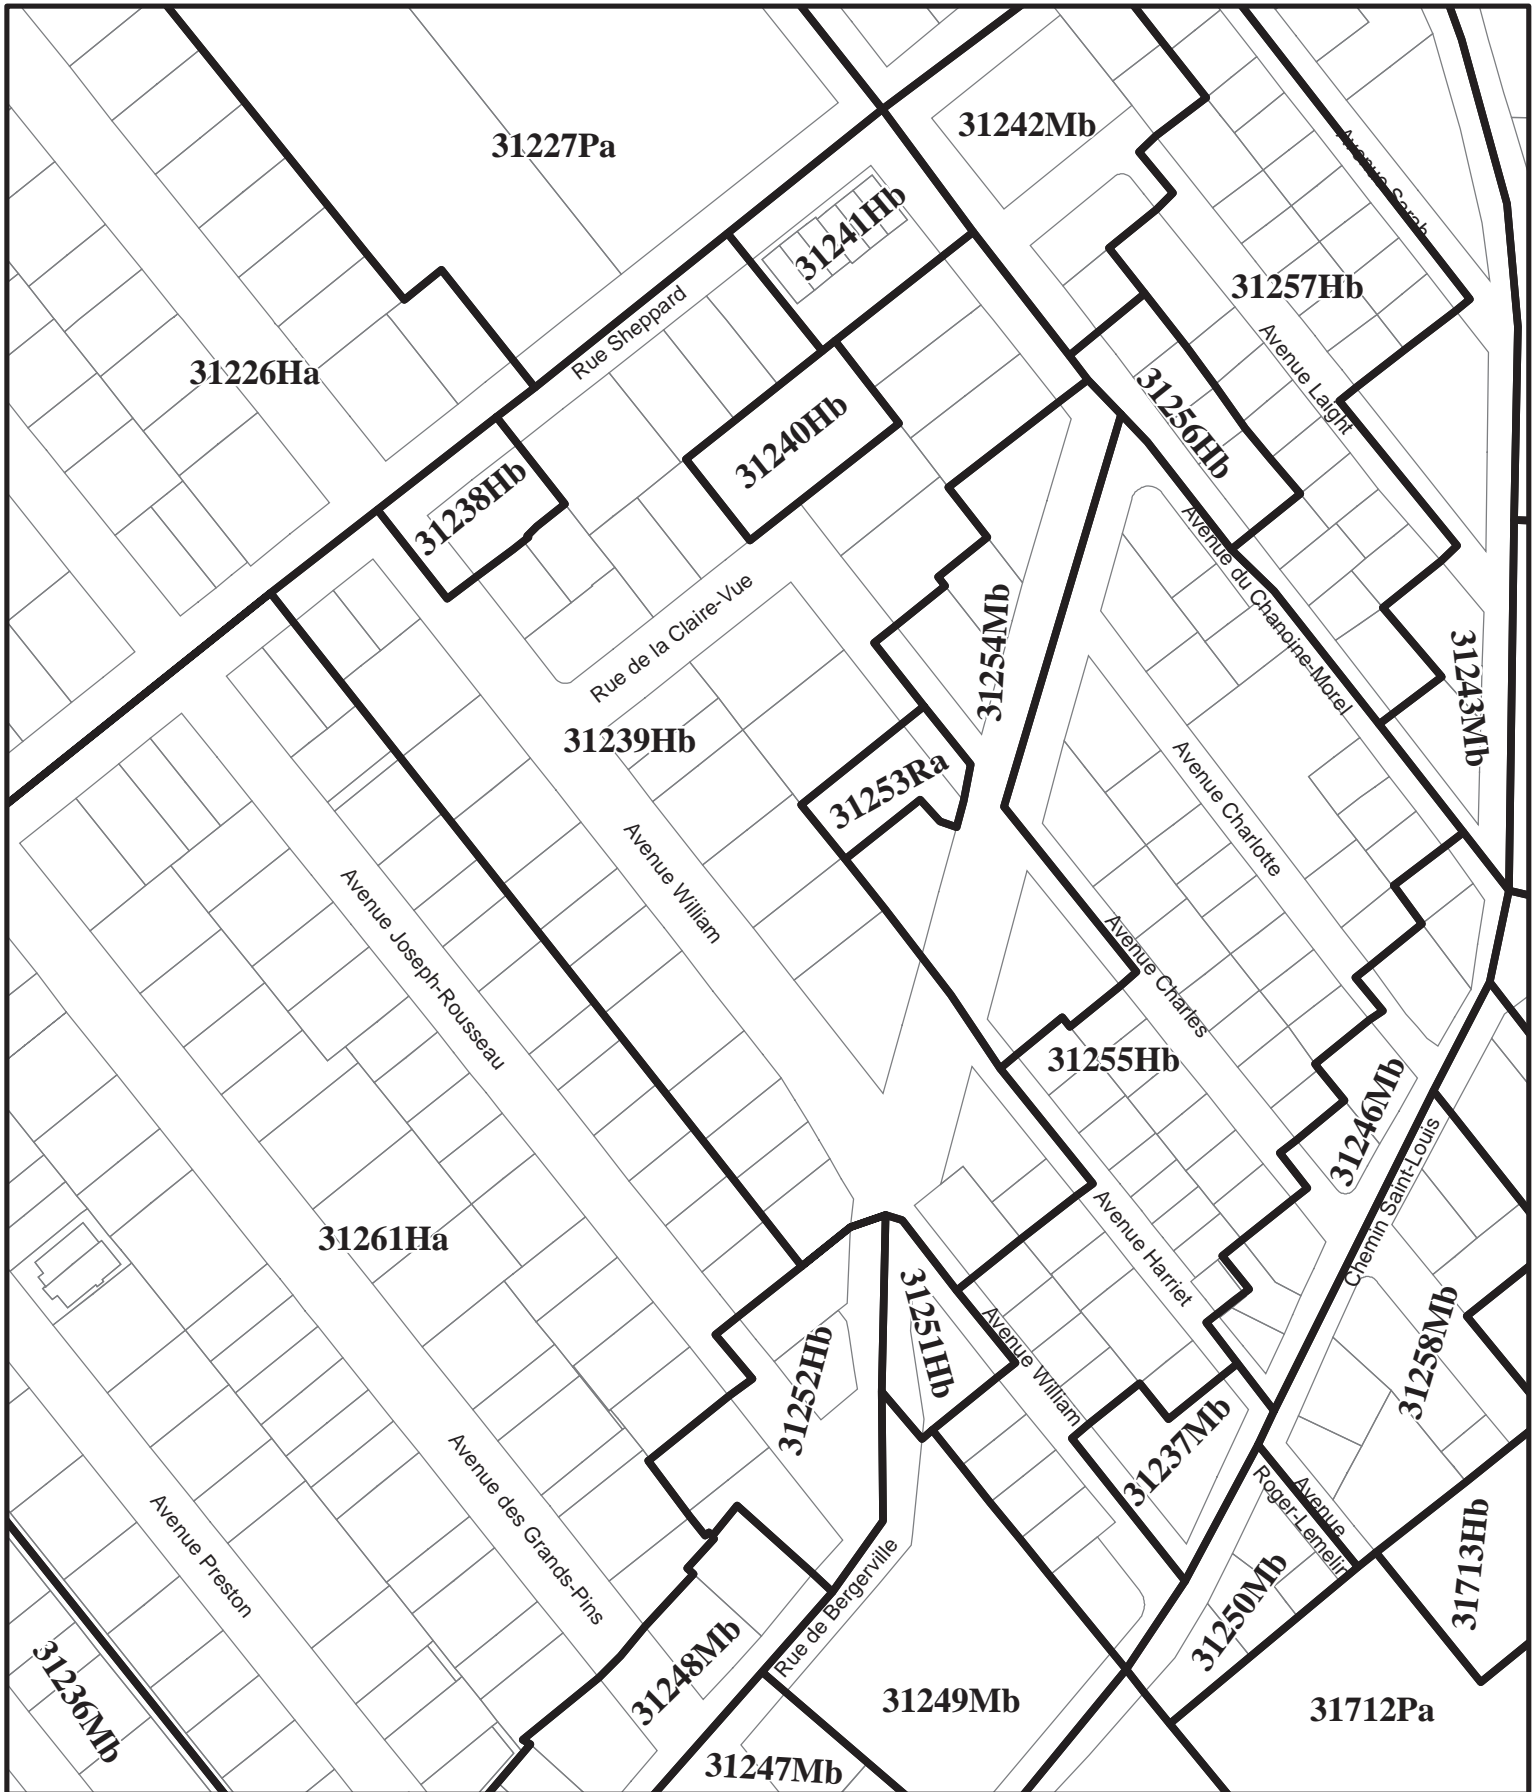 31242Mb
31227Pa
Avenue Sarah
31241Hb
31257Hb
Rue Sheppard
Avenue Laight
31226Ha
31256Hb
31240Hb
31238Hb
Avenue du Chanoine-Morel
Rue de la Claire-Vue
31254Mb
31243Mb
31239Hb
31253Ra
Avenue Charlotte
Avenue William
Avenue Joseph-Rousseau
Avenue Charles
31255Hb
31246Mb
Chemin Saint-Louis
31261Ha
Avenue Harriet
31251Hb
31258Mb
31252Hb
Avenue William
31237Mb
Avenue des Grands-Pins
Avenue
Roger-Lemelin
Avenue Preston
31713Hb
Rue de Bergerville
31250Mb
31248Mb
31236Mb
31249Mb
31712Pa
31247Mb